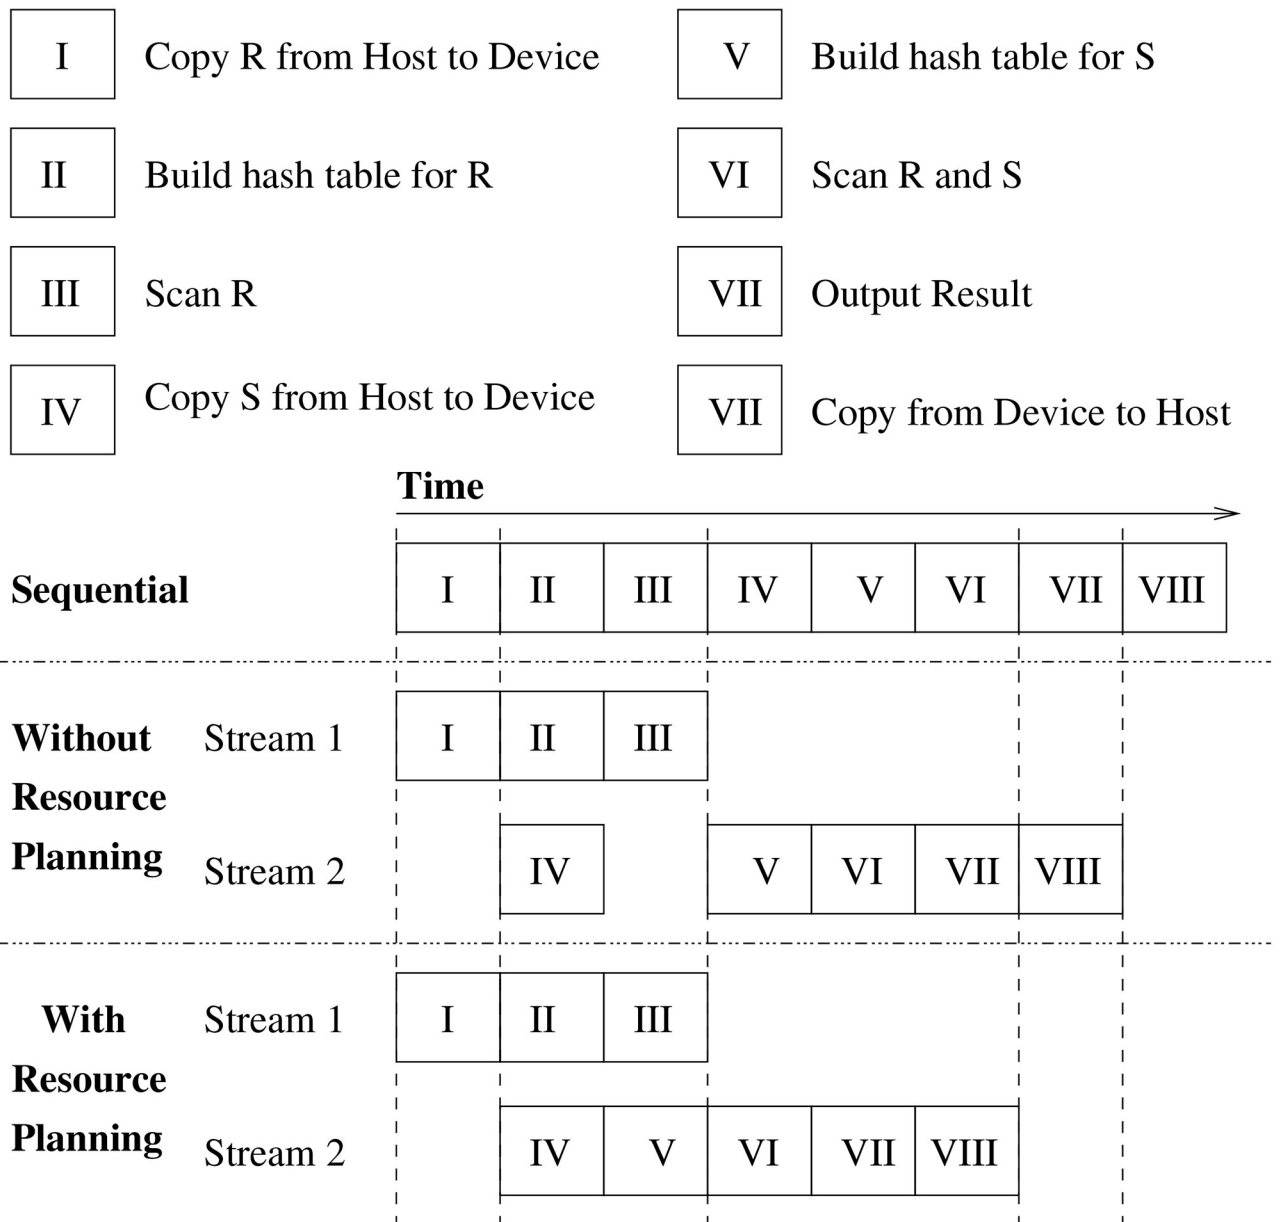 I Copy R from Host to Device
II Build hash table for R
III Scan R
IV Copy S from Host to Device
V Build hash table for S
VI Scan R and S
VII Output Result
VII Copy from Device to Host
Time
Sequential I II III IV V VI VII VIII
Without Resource Planning
Stream 1 I II III
Stream 2 IV V VI VII VIII
With Resource Planning
Stream 1 I II III
Stream 2 IV V VI VII VIII